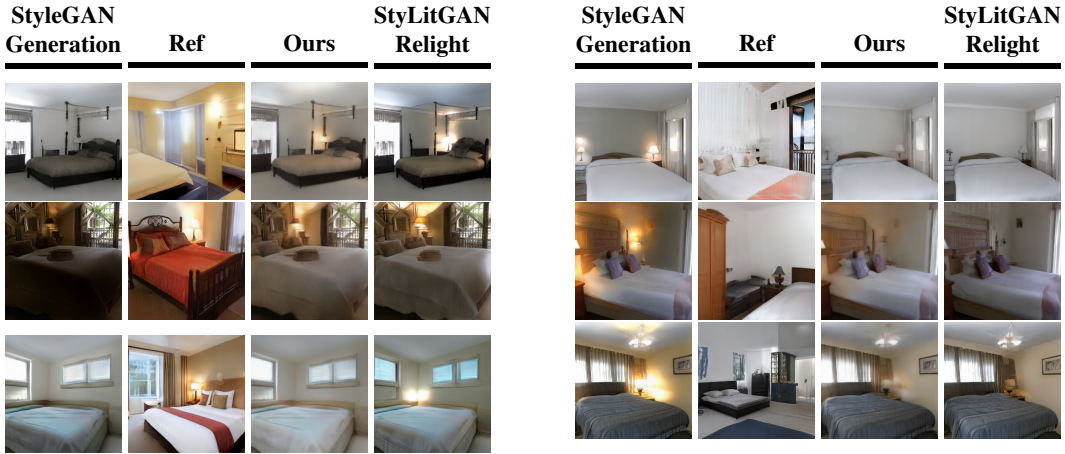 StyleGAN
Generation
Ref
Ours
StyLitGAN
Relight
StyleGAN
Generation
Ref
Ours
StyLitGAN
Relight